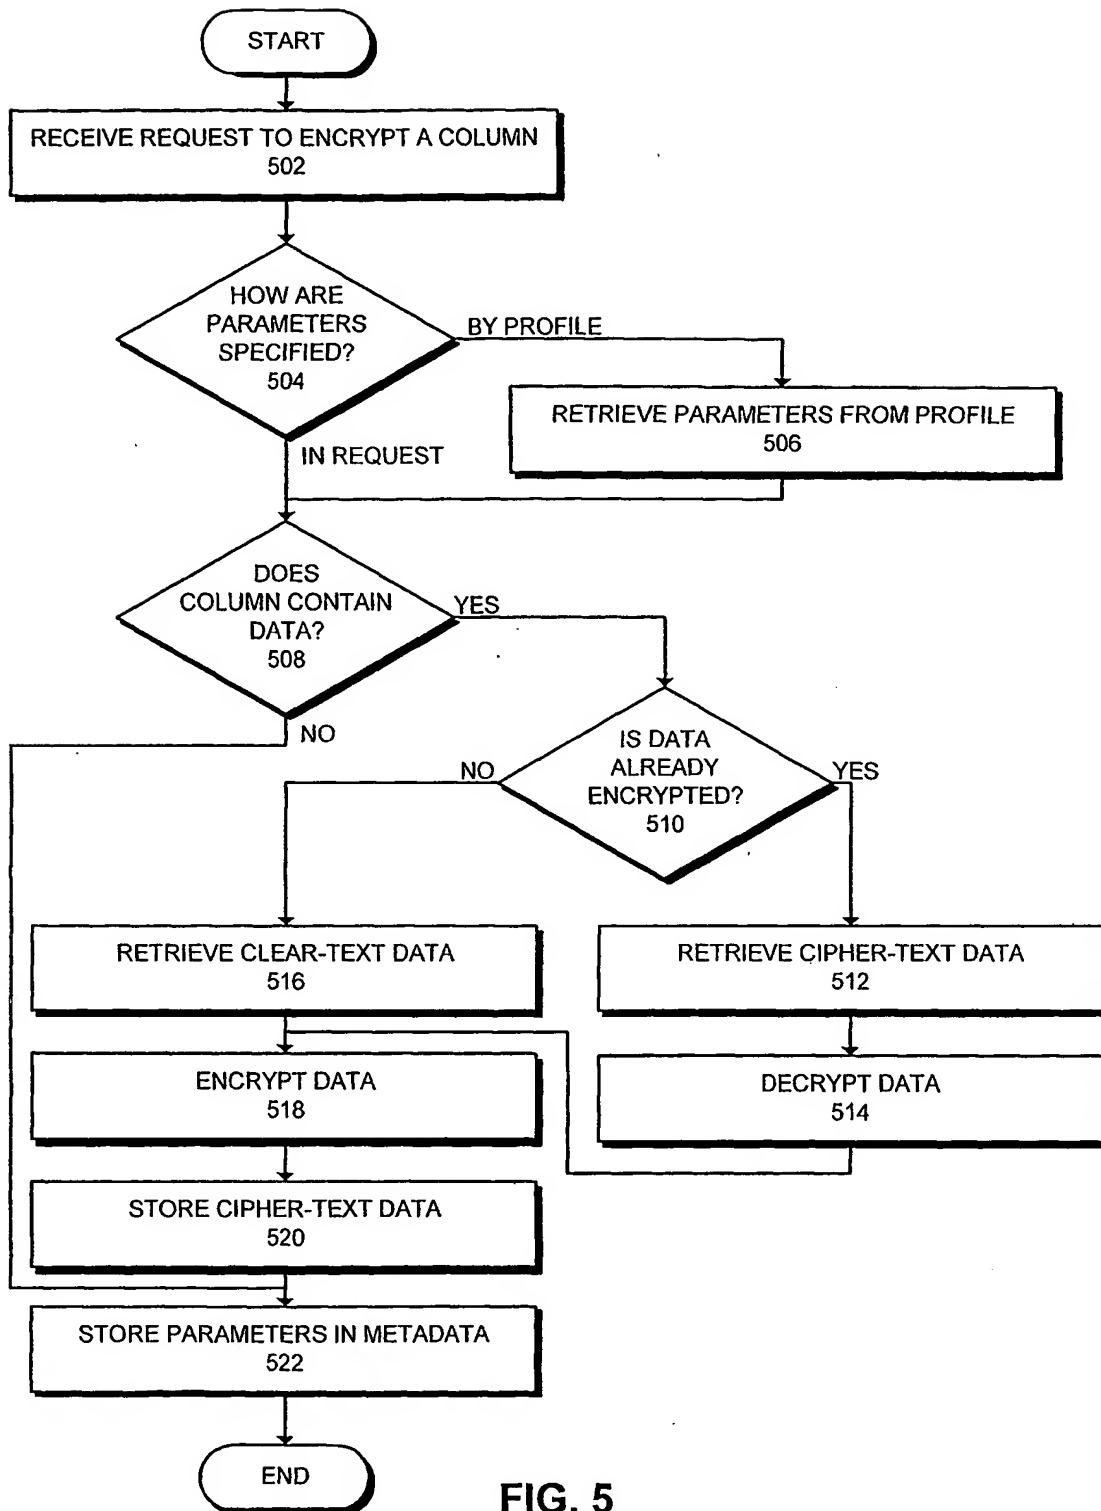 START
RECEIVE REQUEST TO ENCRYPT A COLUMN
502
HOW ARE
PARAMETERS
SPECIFIED?
504
BY PROFILE
RETRIEVE PARAMETERS FROM PROFILE
506
IN REQUEST
DOES
COLUMN CONTAIN
DATA?
508
YES
NO
IS DATA
ALREADY
ENCRYPTED?
510
NO
YES
RETRIEVE CLEAR-TEXT DATA
516
RETRIEVE CIPHER-TEXT DATA
512
ENCRYPT DATA
518
DECRYPT DATA
514
STORE CIPHER-TEXT DATA
520
STORE PARAMETERS IN METADATA
522
END
FIG. 5